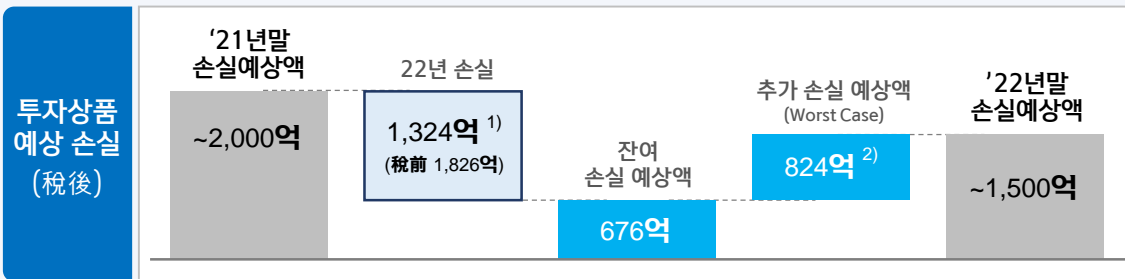 투자상품
예상 손실
(稅後)
‘21년말
손실예상액
~2,000억
22년 손실
1,324억 1)
(稅前 1,826억)
잔여
손실 예상액
676억
추가 손실 예상액
(Worst Case)
824억 2)
’22년말
손실예상액
~1,500억